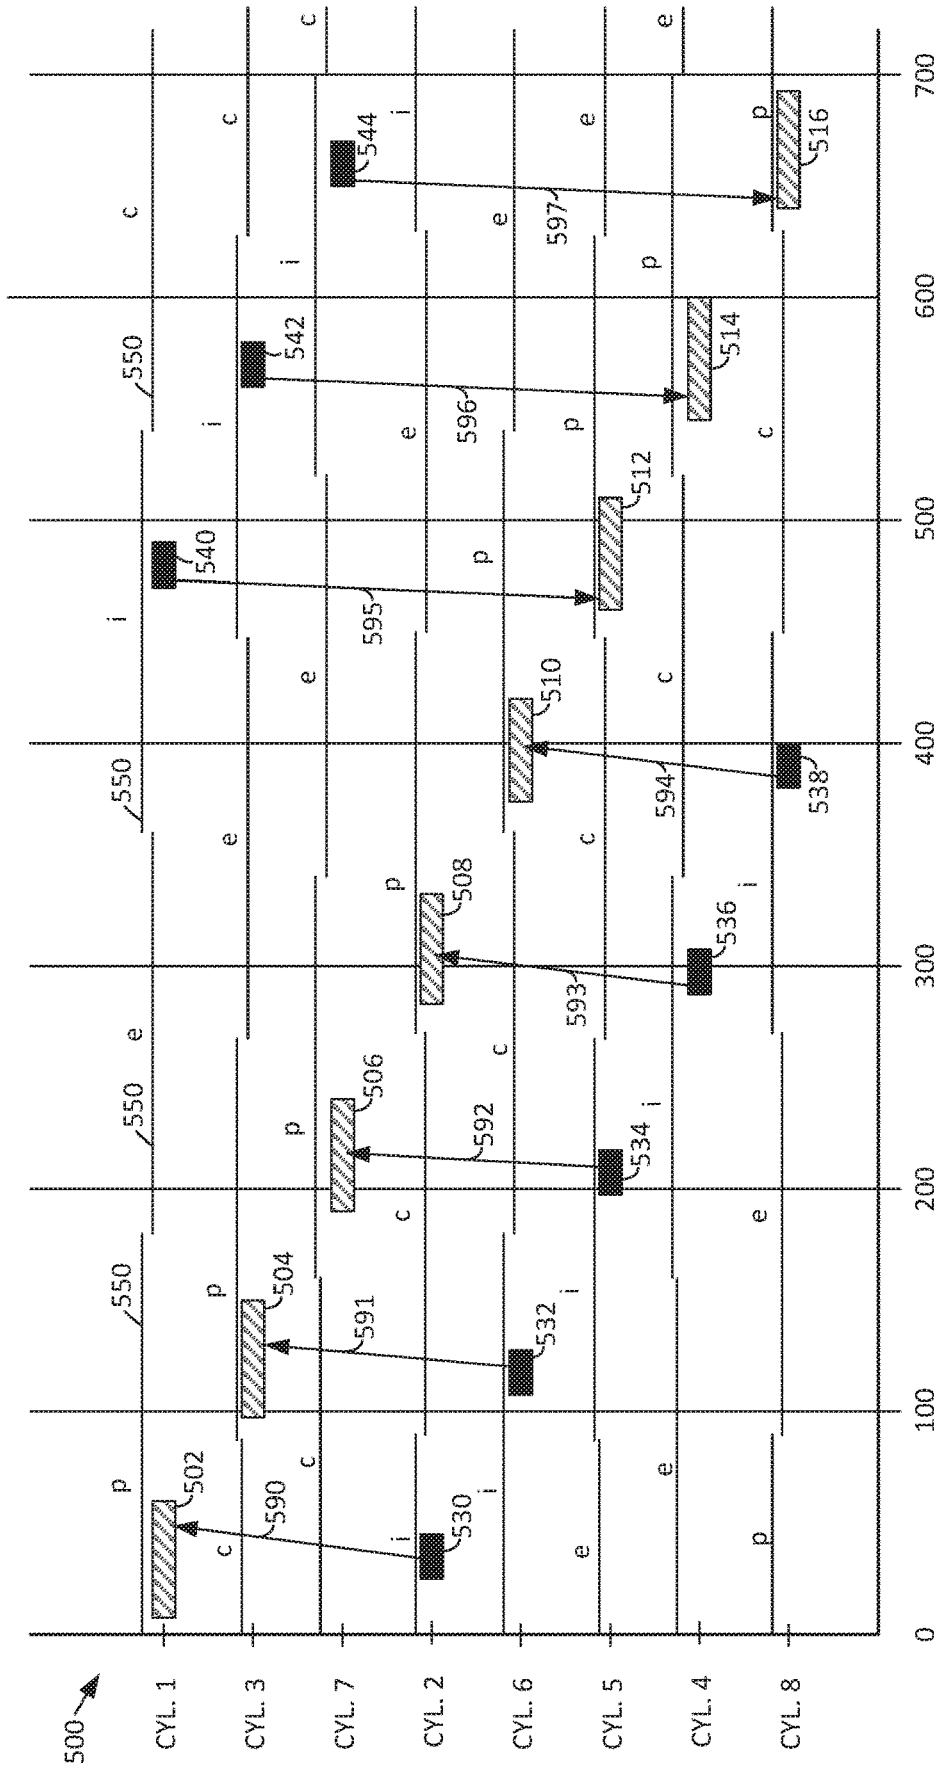 500
p 550 550 e 550 i 550 c
CYL. 1 502 540
c p e i c
CYL. 3 590 504 542
c p e i c
CYL. 7 591 506 595 544
i c p e i
CYL. 2 530 592 508 596
i c p e
CYL. 6 532 593 510 597
e i c p e
CYL. 5 534 594 512
e i c p e
CYL. 4 536 514
p e i c p
CYL. 8 538 516
0 100 200 300 400 500 600 700